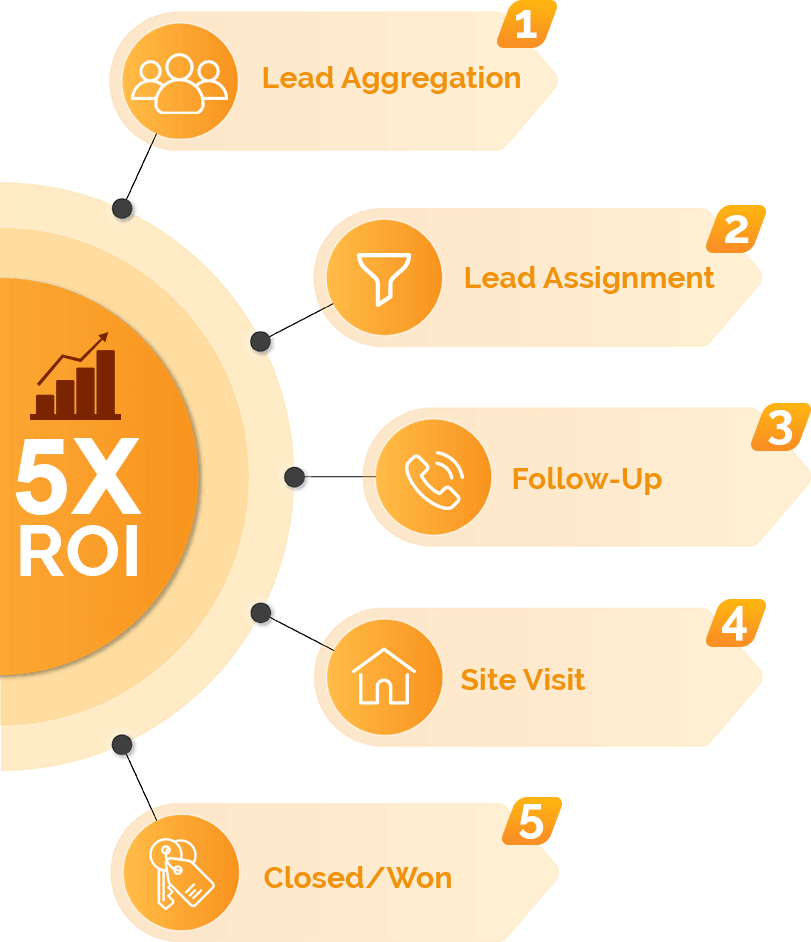 1
Lead Aggregation
2
Lead Assignment
5X
ROI
3
Follow-Up
4
Site Visit
5
Closed/Won